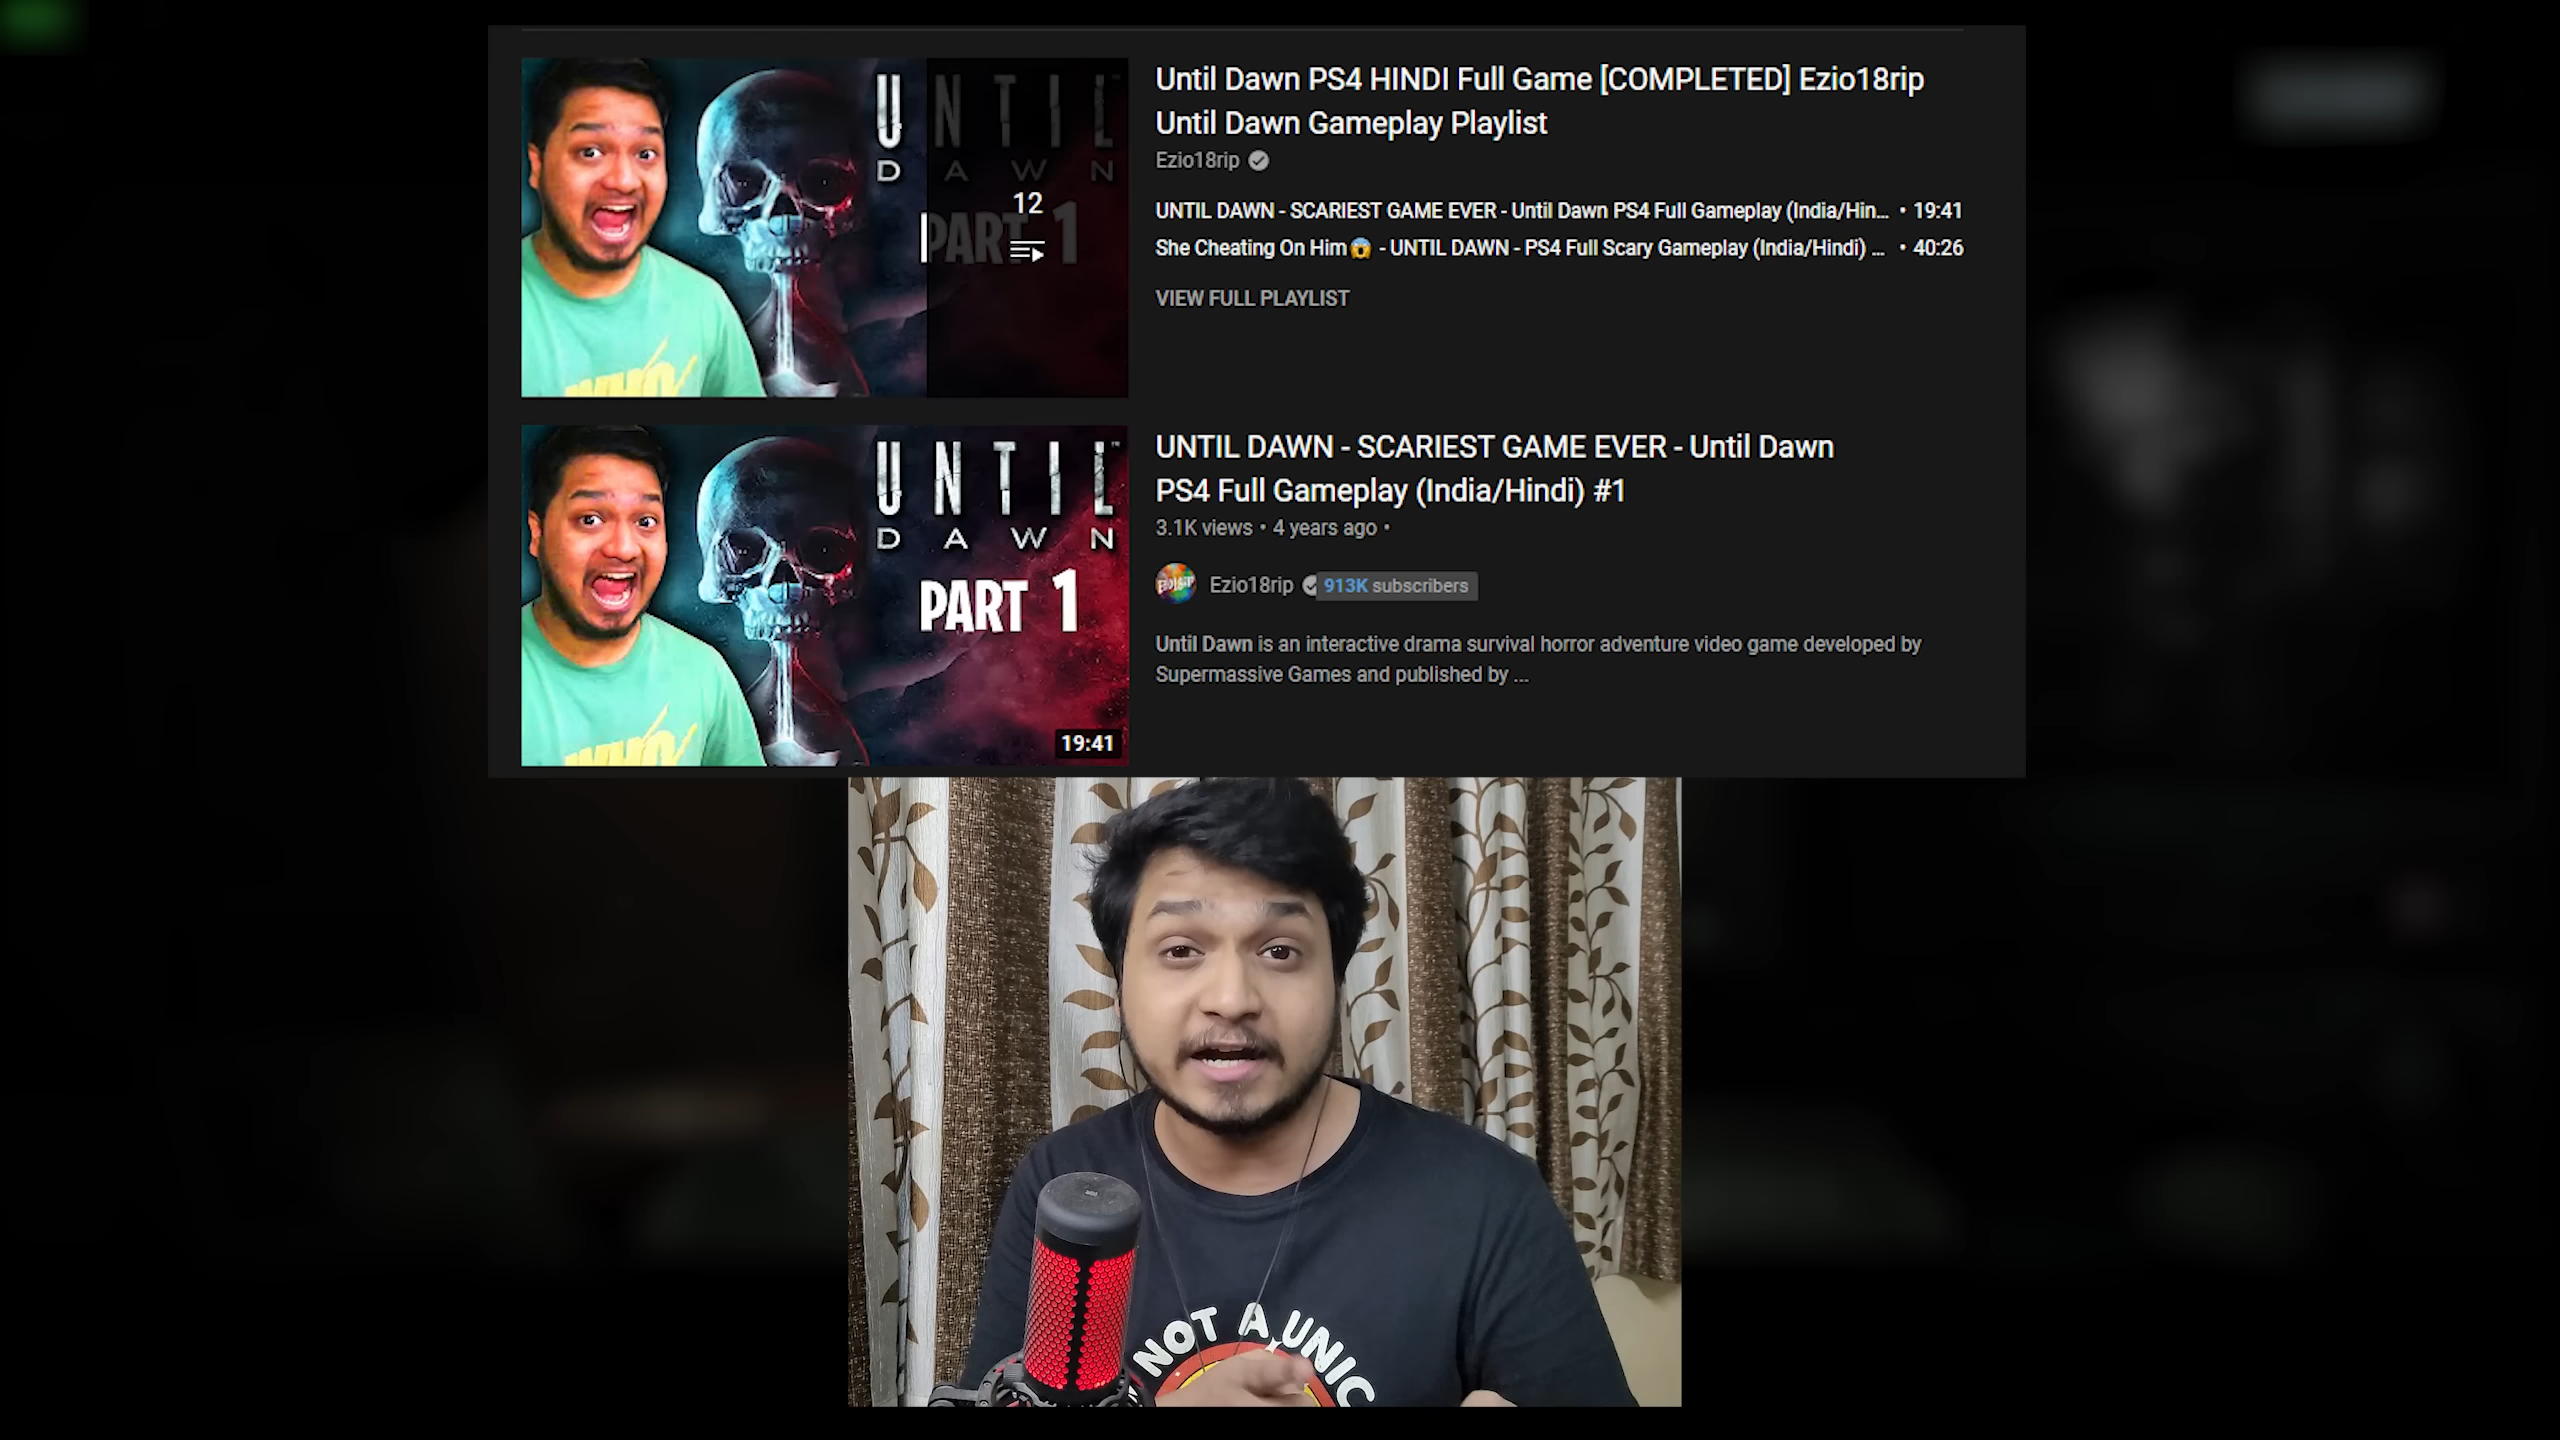 UNTIL
DAWN
PART 1
12
Until Dawn PS4 HINDI Full Game [COMPLETED] Ezio18rip
Until Dawn Gameplay Playlist
Ezio18rip
UNTIL DAWN - SCARIEST GAME EVER - Until Dawn PS4 Full Gameplay (India/Hin... • 19:41
She Cheating On Him😱 - UNTIL DAWN - PS4 Full Scary Gameplay (India/Hindi) ... • 40:26
VIEW FULL PLAYLIST
UNTIL
DAWN
PART 1
19:41
UNTIL DAWN - SCARIEST GAME EVER - Until Dawn
PS4 Full Gameplay (India/Hindi) #1
3.1K views • 4 years ago •
Ezio18rip 913K subscribers
Until Dawn is an interactive drama survival horror adventure video game developed by
Supermassive Games and published by ...
NOT A UNIC